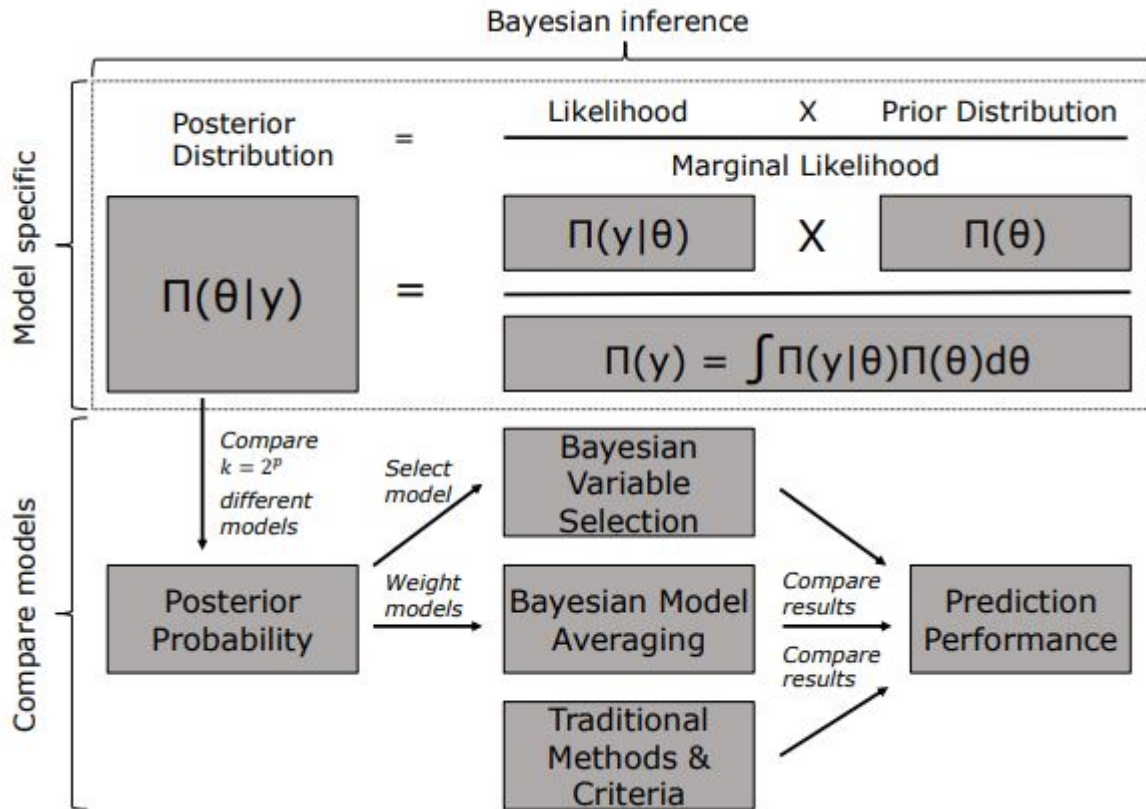 Bayesian inference
Model specific
Likelihood X Prior Distribution
Posterior
Distribution
=
Marginal Likelihood
Π(θ|y)
=
Π(y|θ) X Π(θ)
Π(y) = ∫Π(y|θ)Π(θ)dθ
Compare models
Compare
k = 2^p
different
models
Select
model
Bayesian
Variable
Selection
Posterior
Probability
Weight
models
Bayesian Model
Averaging
Compare
results
Compare
results
Prediction
Performance
Traditional
Methods &
Criteria